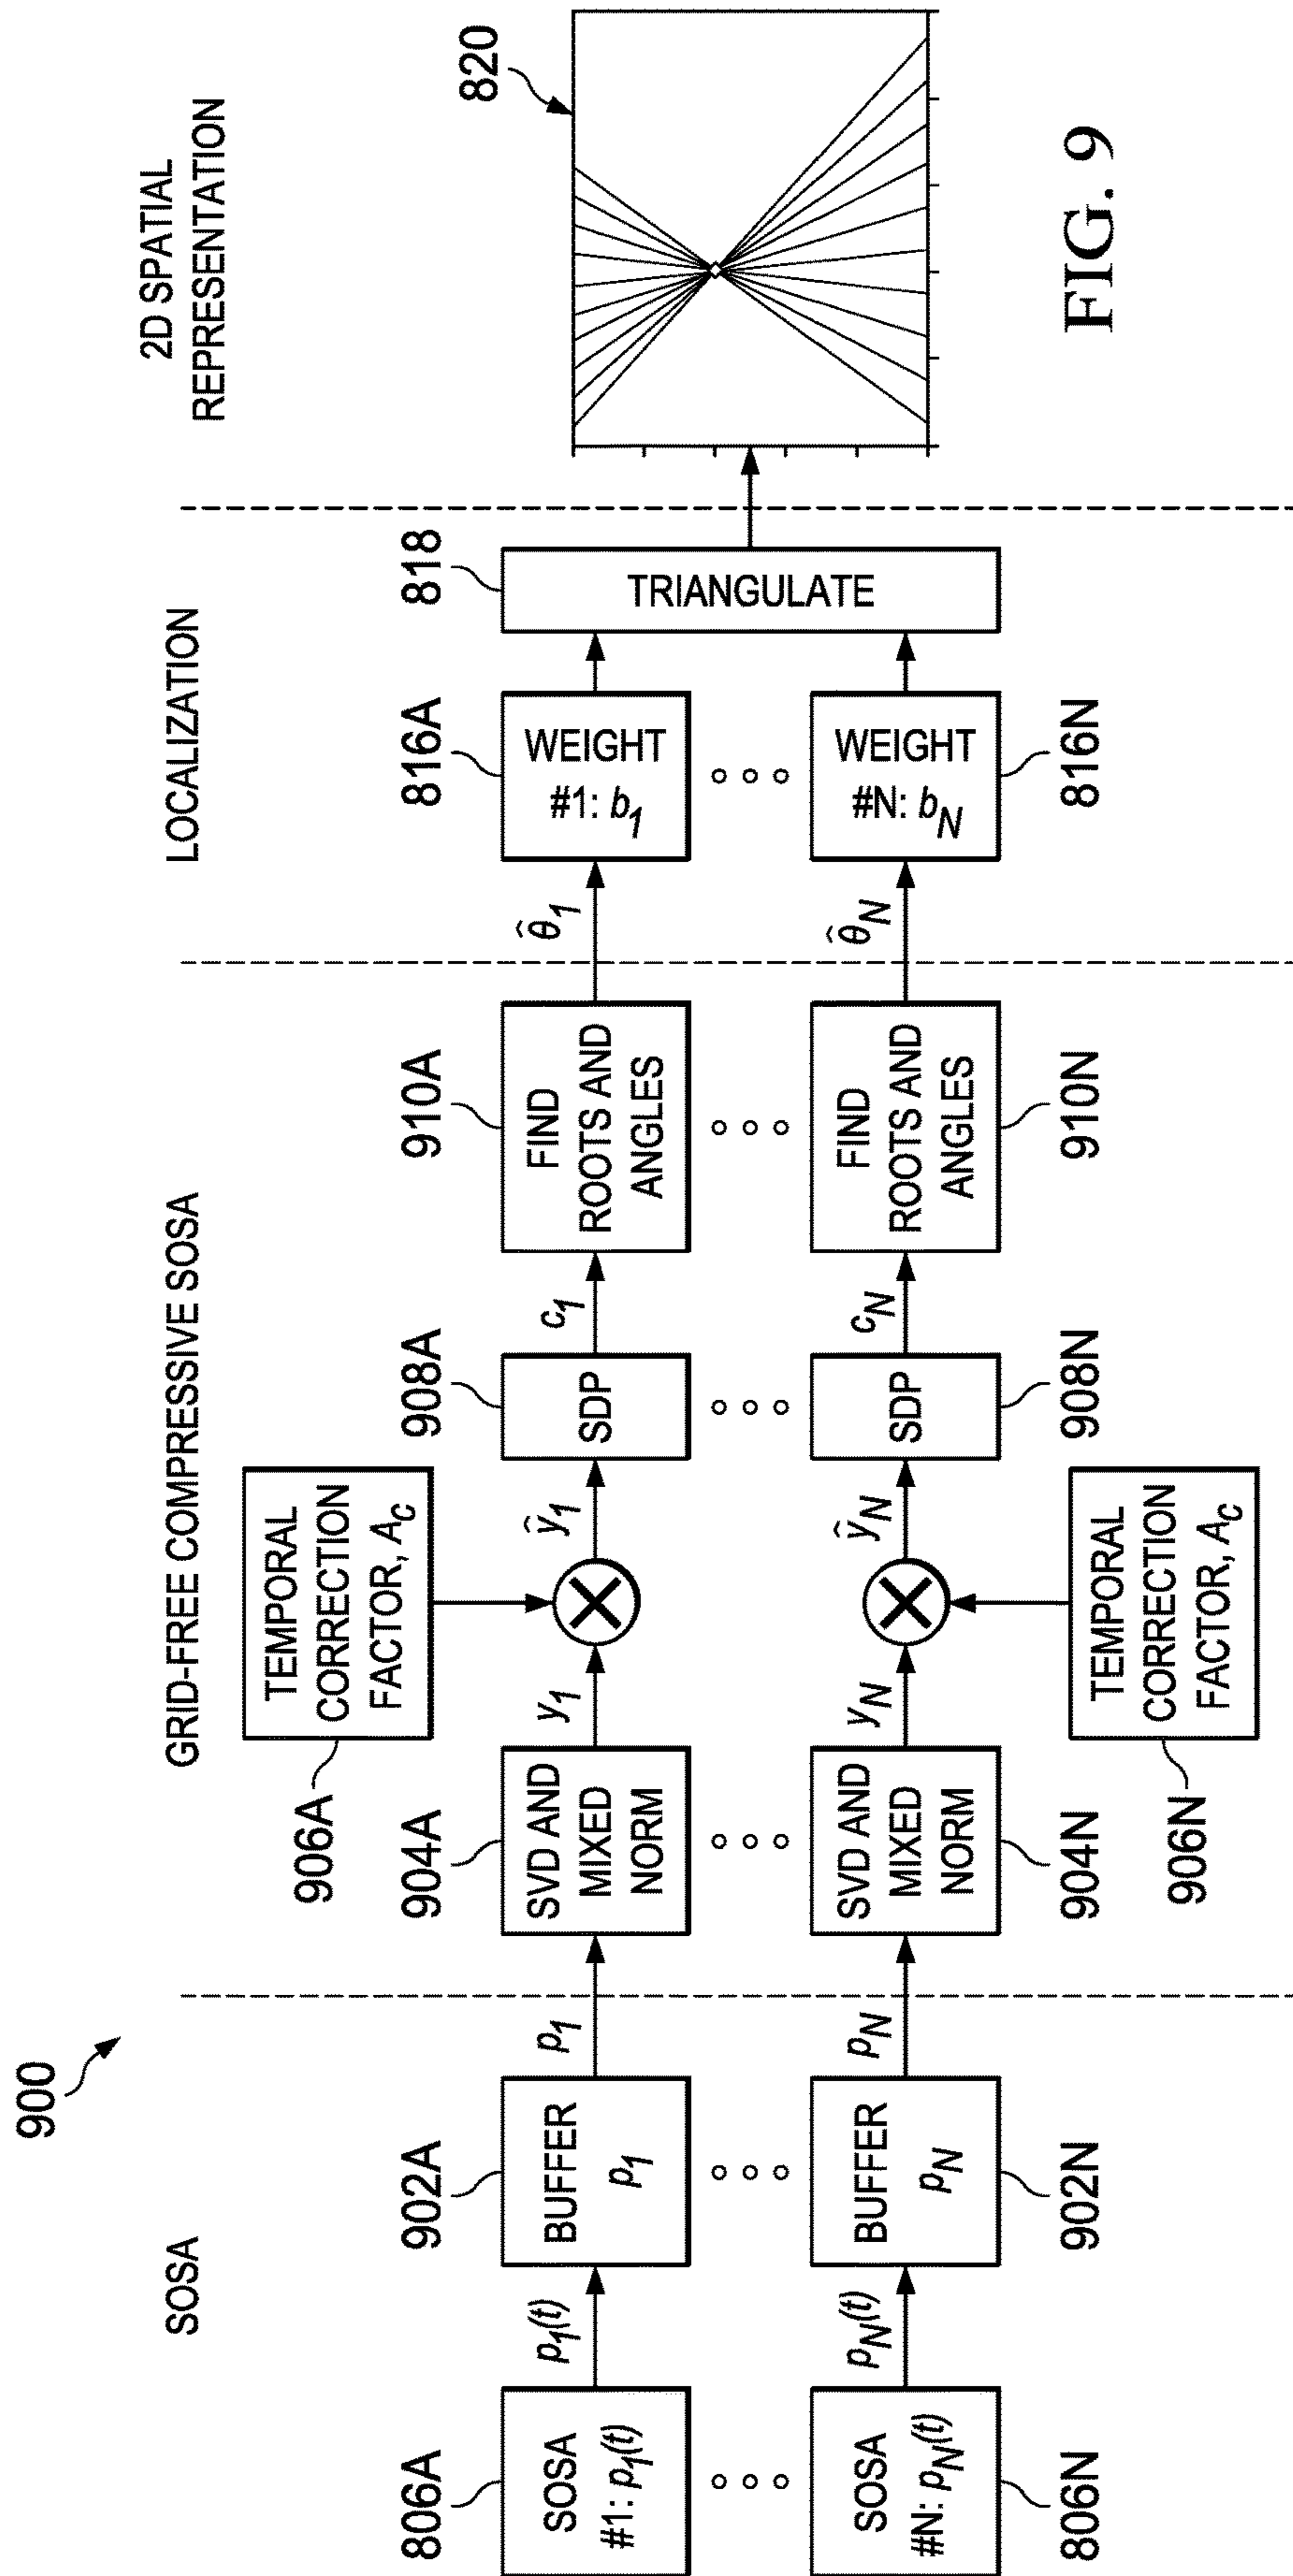 900
SOSA
GRID-FREE COMPRESSIVE SOSA
LOCALIZATION
2D SPATIAL
REPRESENTATION
806A
SOSA
#1: p1(t)
p1(t)
902A
BUFFER
p1
p1
904A
SVD AND
MIXED
NORM
y1
906A
TEMPORAL
CORRECTION
FACTOR, Ac
ŷ1
908A
SDP
c1
910A
FIND
ROOTS AND
ANGLES
θ̂1
816A
WEIGHT
#1: b1
818
TRIANGULATE
820
SOSA
#N: pN(t)
806N
pN(t)
BUFFER
pN
902N
pN
SVD AND
MIXED
NORM
904N
yN
TEMPORAL
CORRECTION
FACTOR, Ac
906N
ŷN
SDP
908N
cN
FIND
ROOTS AND
ANGLES
910N
θ̂N
WEIGHT
#N: bN
816N
FIG. 9